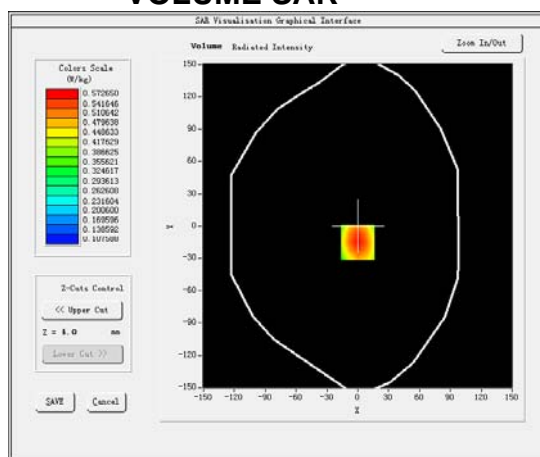 VOLUME SAR
SAR Visualisation Graphical Interface
Volume Radiated Intensity
Zoom In/Out
Colors Scale
(W/kg)
0.572650
0.541646
0.510642
0.479638
0.448633
0.417629
0.386625
0.355621
0.324617
0.293613
0.262608
0.231604
0.200600
0.169596
0.138592
0.107588
Z-Cuts Control
<< Upper Cut
Z = 4.0 mm
Lower Cut >>
SAVE
Cancel
150-
120-
90-
60-
30-
0-
-30-
-60-
-90-
-120-
-150-
Y
-150 -120 -90 -60 -30 0 30 60 90 120 150
X